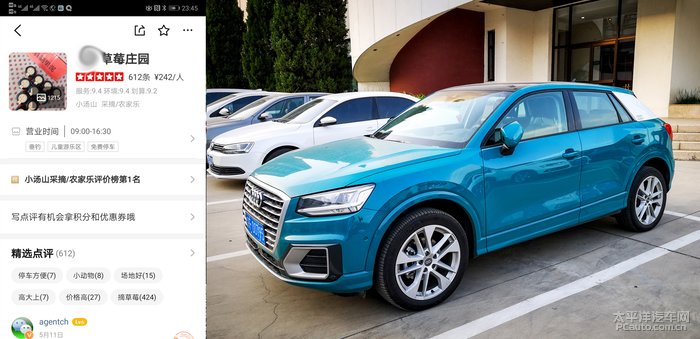 23:45
草莓庄园
612条 ¥242/人
1215
服务:9.4 环境:9.4 划算:9.2
小汤山 采摘/农家乐
营业时间 09:00-16:30
垂钓 儿童游乐区 免费停车
小汤山采摘/农家乐评价榜第1名
写点评有机会拿积分和优惠券哦
精选点评 (612)
停车方便(7) 小动物(8) 场地好(15)
高大上(7) 价格高(27) 摘草莓(424)
agentch
5月11日
太平洋汽车网
PCauto.com.cn